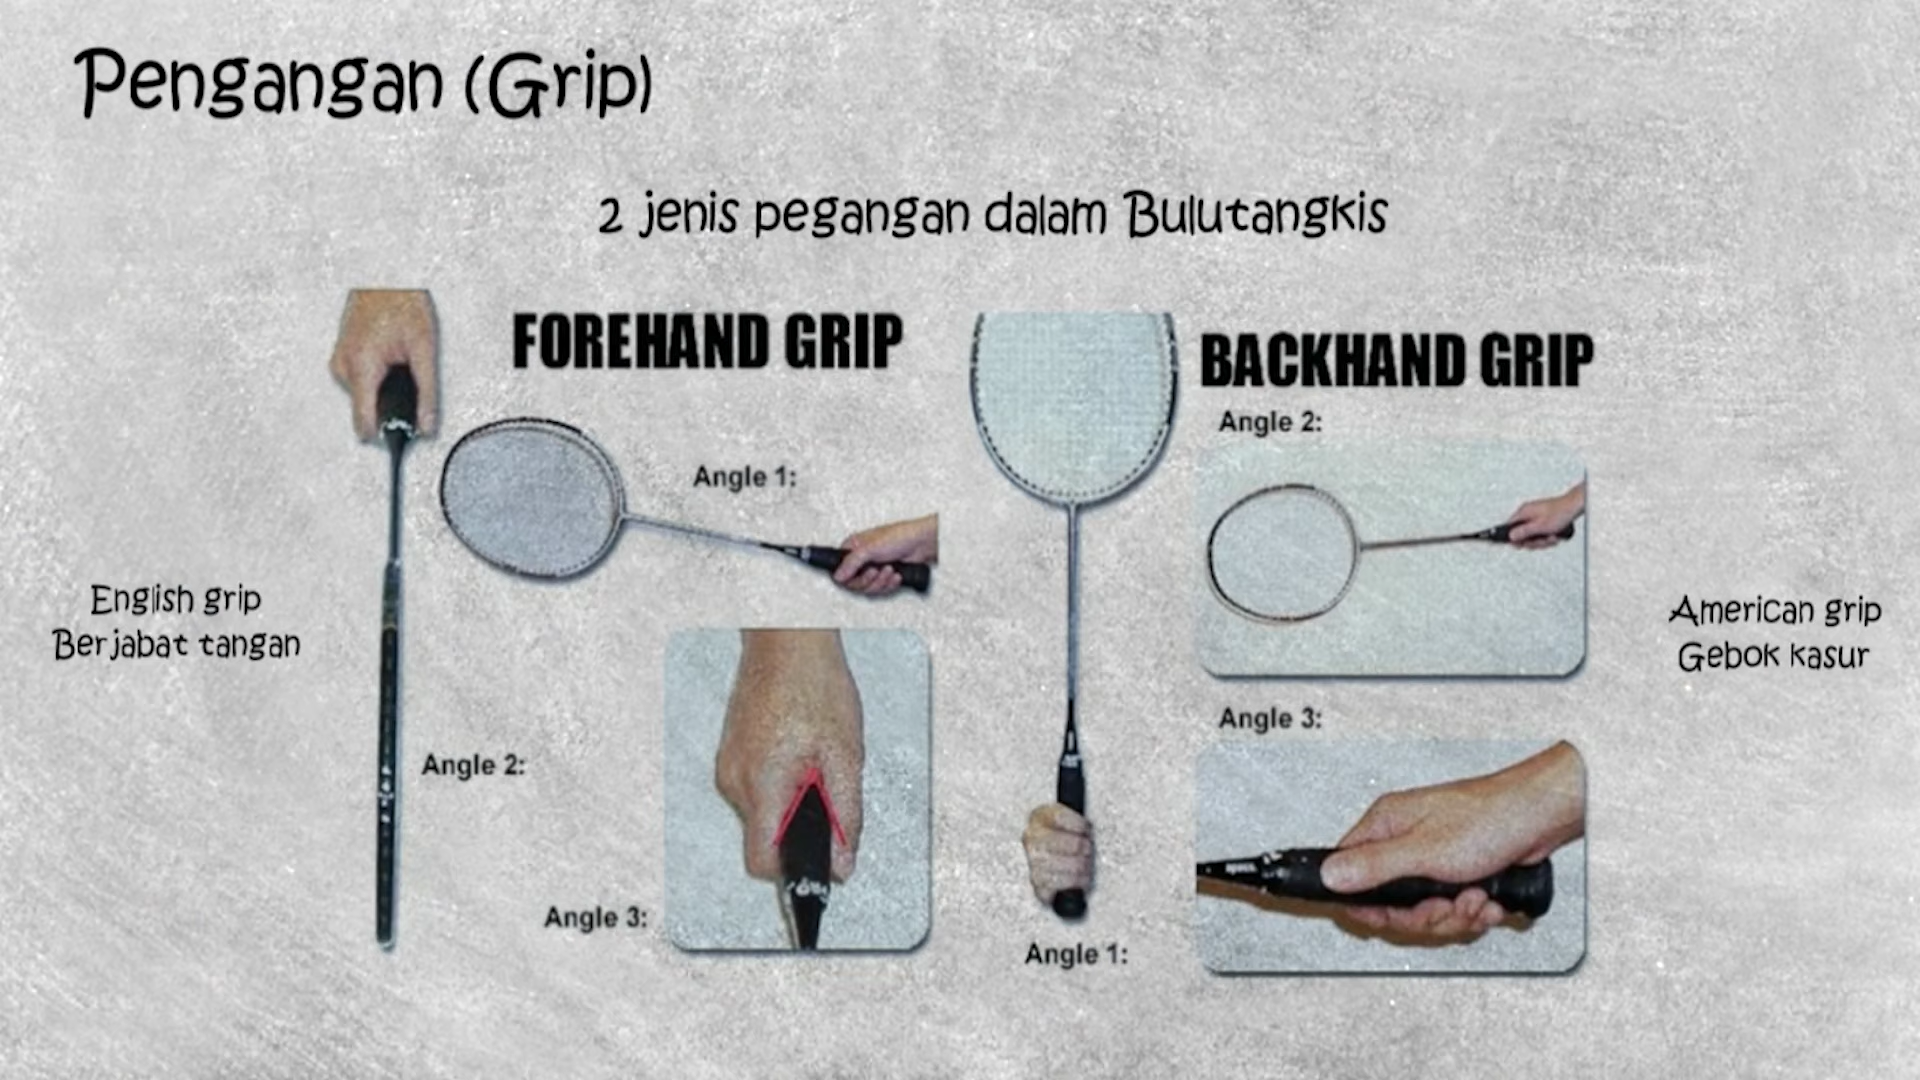 Pengangan (Grip)
2 jenis pegangan dalam Bulutangkis
FOREHAND GRIP
Angle 1:
Angle 2:
Angle 3:
English grip
Berjabat tangan
BACKHAND GRIP
Angle 2:
Angle 3:
Angle 1:
American grip
Gebok kasur